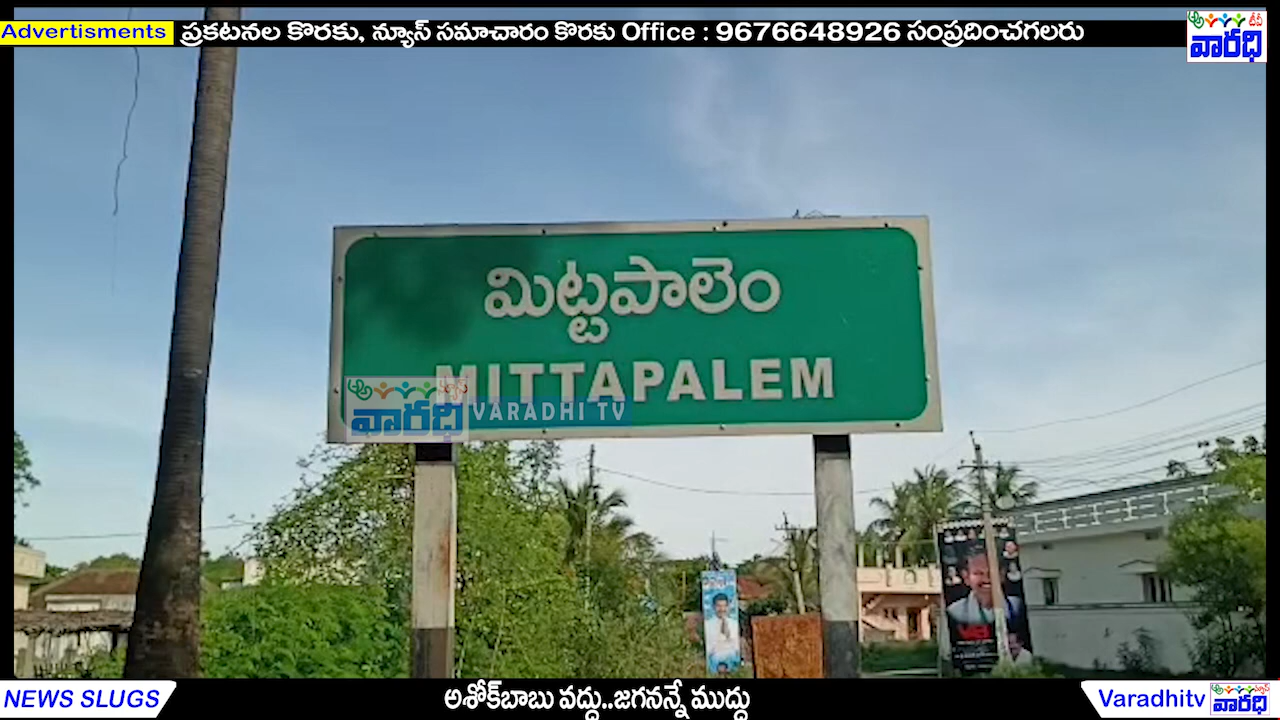 Advertisments ప్రకటనల కొరకు, న్యూస్ సమాచారం కొరకు Office : 9676648926 సంప్రదించగలరు
టీవీ
వారధి
మిట్టపాలెం
MITTAPALEM
న్యూస్
వారధి VARADHI TV
NEWS SLUGS అశోక్‌బాబు వద్దు..జగనన్నే ముద్దు Varadhitv
న్యూస్
వారధి